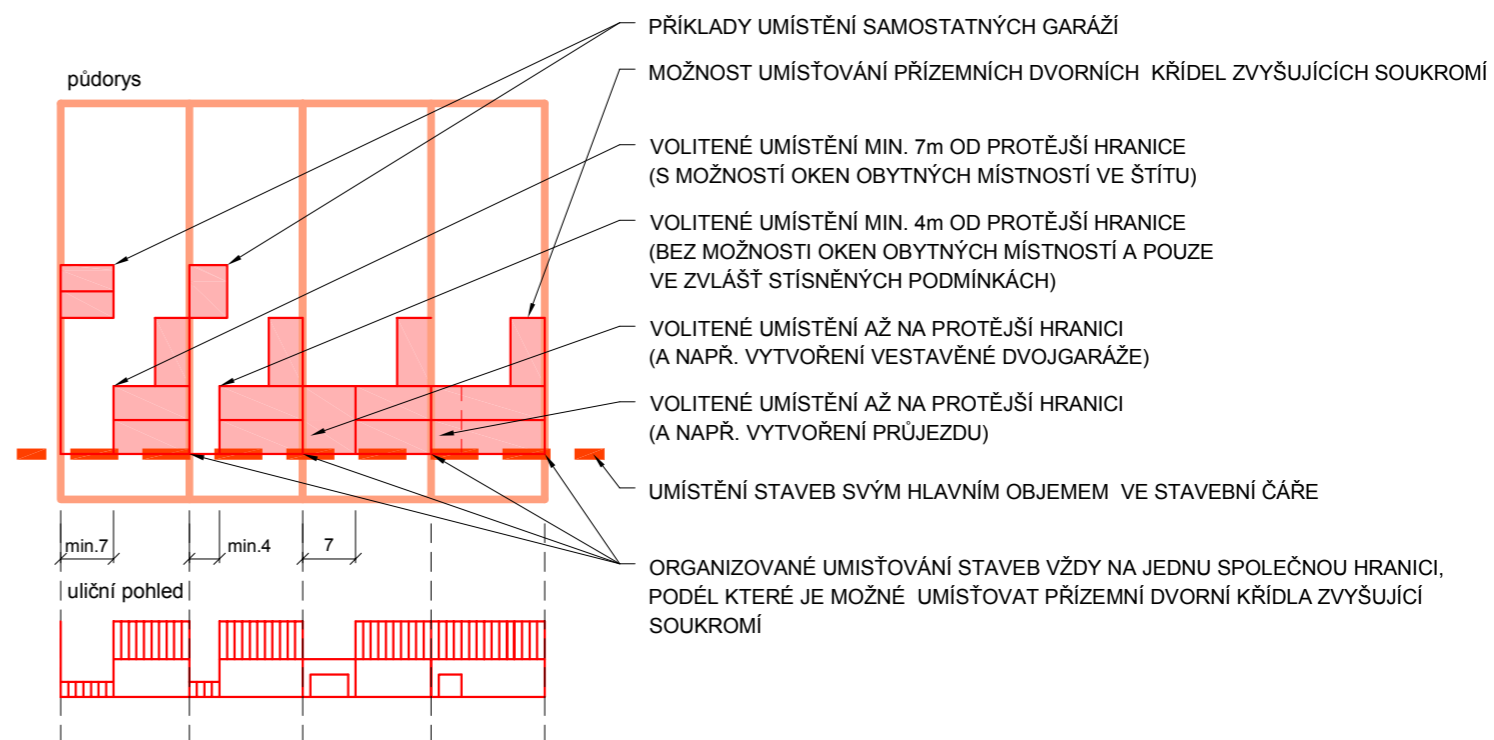 PŘÍKLADY UMÍSTĚNÍ SAMOSTATNÝCH GARÁŽÍ
půdorys
MOŽNOST UMÍSŤOVÁNÍ PŘÍZEMNÍCH DVORNÍCH KŘÍDEL ZVYŠUJÍCÍCH SOUKROMÍ
VOLITENÉ UMÍSTĚNÍ MIN. 7m OD PROTĚJŠÍ HRANICE
(S MOŽNOSTÍ OKEN OBYTNÝCH MÍSTNOSTÍ VE ŠTÍTU)
VOLITENÉ UMÍSTĚNÍ MIN. 4m OD PROTĚJŠÍ HRANICE
(BEZ MOŽNOSTI OKEN OBYTNÝCH MÍSTNOSTÍ A POUZE
VE ZVLÁŠŤ STÍSNĚNÝCH PODMÍNKÁCH)
VOLITENÉ UMÍSTĚNÍ AŽ NA PROTĚJŠÍ HRANICI
(A NAPŘ. VYTVOŘENÍ VESTAVĚNÉ DVOJGARÁŽE)
VOLITENÉ UMÍSTĚNÍ AŽ NA PROTĚJŠÍ HRANICI
(A NAPŘ. VYTVOŘENÍ PRŮJEZDU)
UMÍSTĚNÍ STAVEB SVÝM HLAVNÍM OBJEMEM VE STAVEBNÍ ČÁŘE
min.7
min.4
7
ORGANIZOVANÉ UMISŤOVÁNÍ STAVEB VŽDY NA JEDNU SPOLEČNOU HRANICI,
PODÉL KTERÉ JE MOŽNÉ UMÍSŤOVAT PŘÍZEMNÍ DVORNÍ KŘÍDLA ZVYŠUJÍCÍ
SOUKROMÍ
uliční pohled